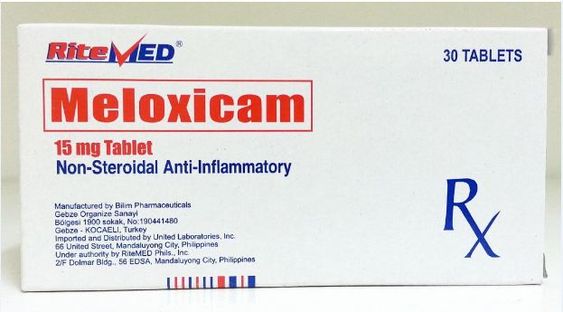 RiteMED®
30 TABLETS
Meloxicam
15 mg Tablet
Non-Steroidal Anti-Inflammatory
Manufactured by Bilim Pharmaceuticals
Gebze Organize Sanayi
Bölgesi 1900 sokak, No:190441480
Gebze - KOCAELI, Turkey
Imported and Distributed by United Laboratories, Inc.
66 United Street, Mandaluyong City, Philippines
Under authority by RiteMED Phils., Inc.
2/F Dolmar Bldg., 56 EDSA, Mandaluyong City, Philippines
Rx